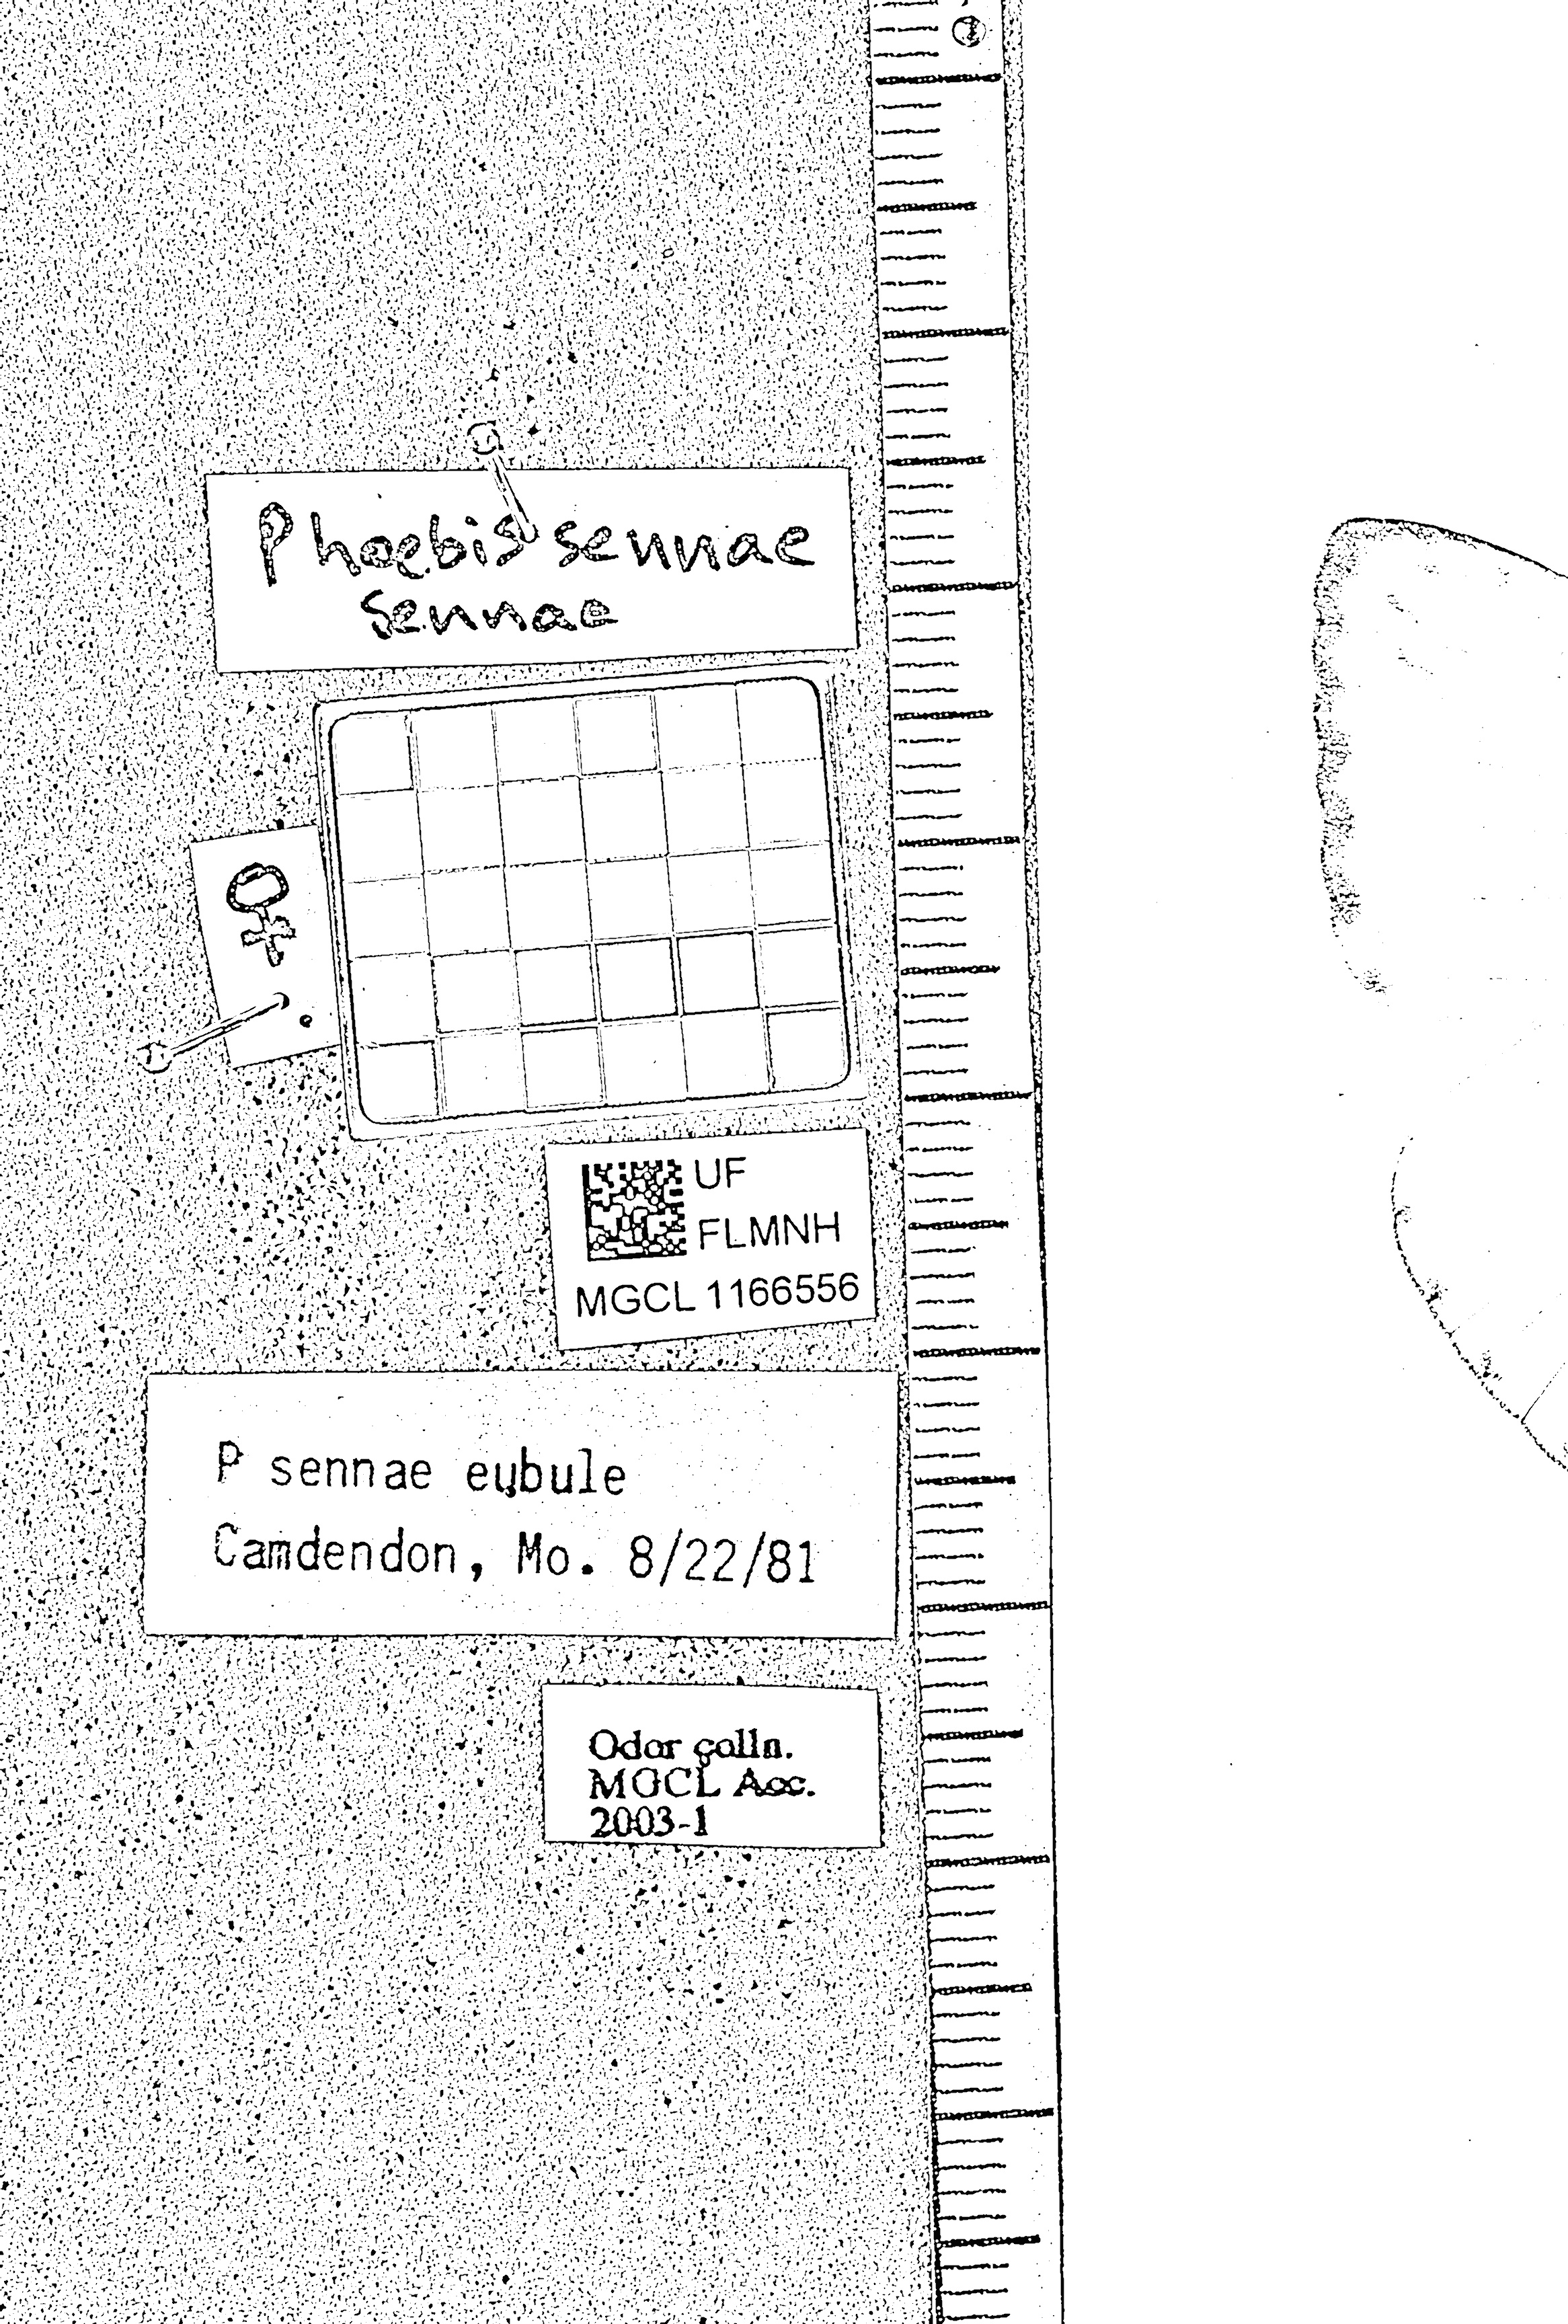 Phoebis sennae
sennae
♀
UF
FLMNH
MGCL 1166556
P sennae eubule
Camdendon, Mo. 8/22/81
Odor colln.
MGCL Acc.
2003-1